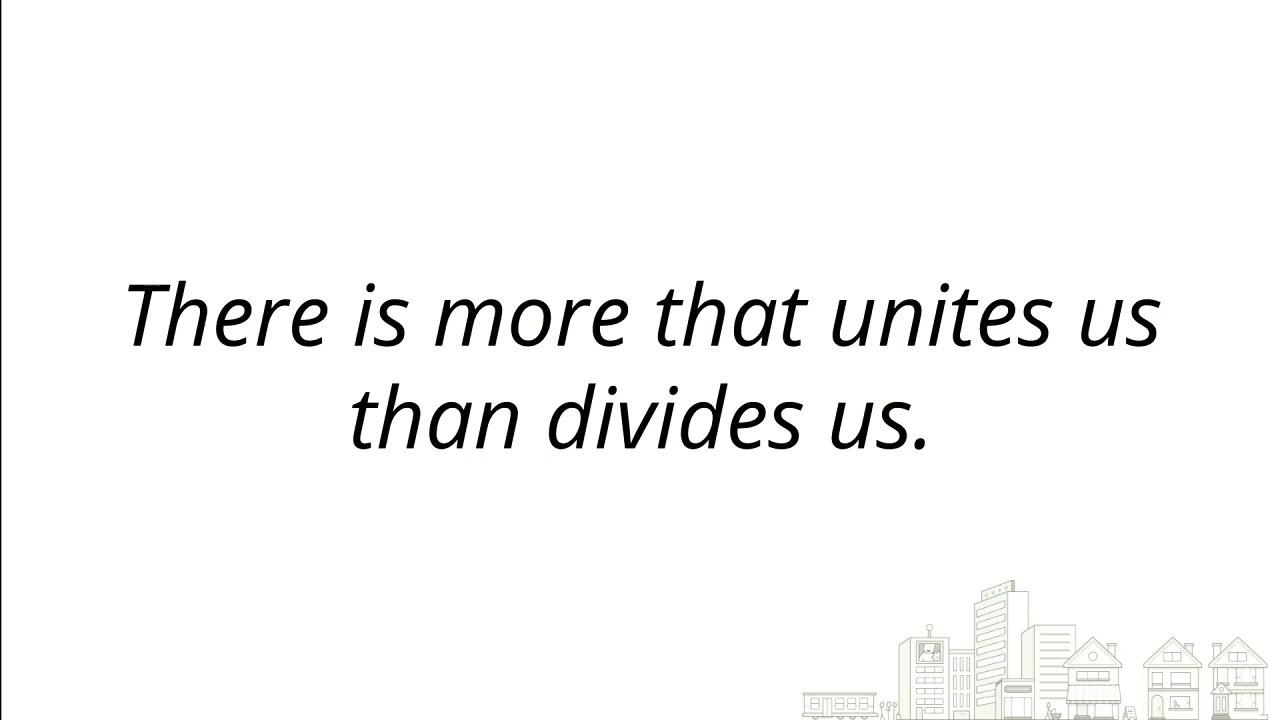 There is more that unites us
than divides us.